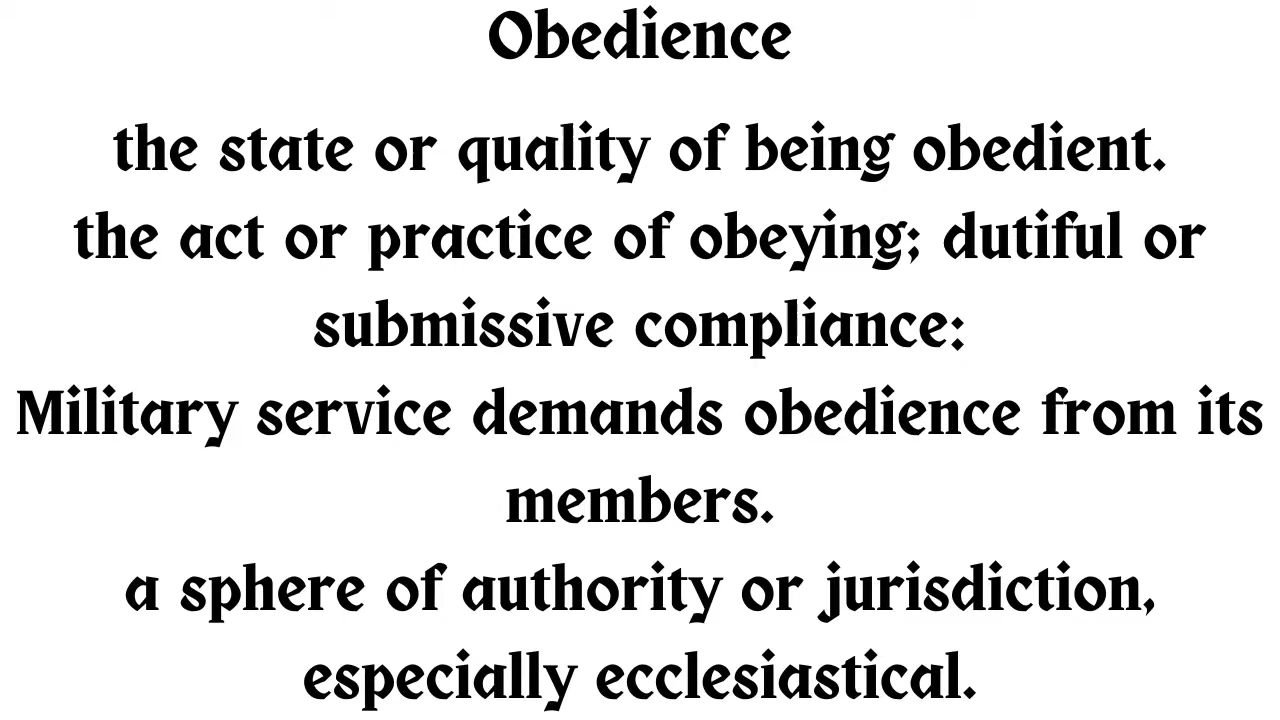 Obedience
the state or quality of being obedient.
the act or practice of obeying; dutiful or
submissive compliance:
Military service demands obedience from its
members.
a sphere of authority or jurisdiction,
especially ecclesiastical.